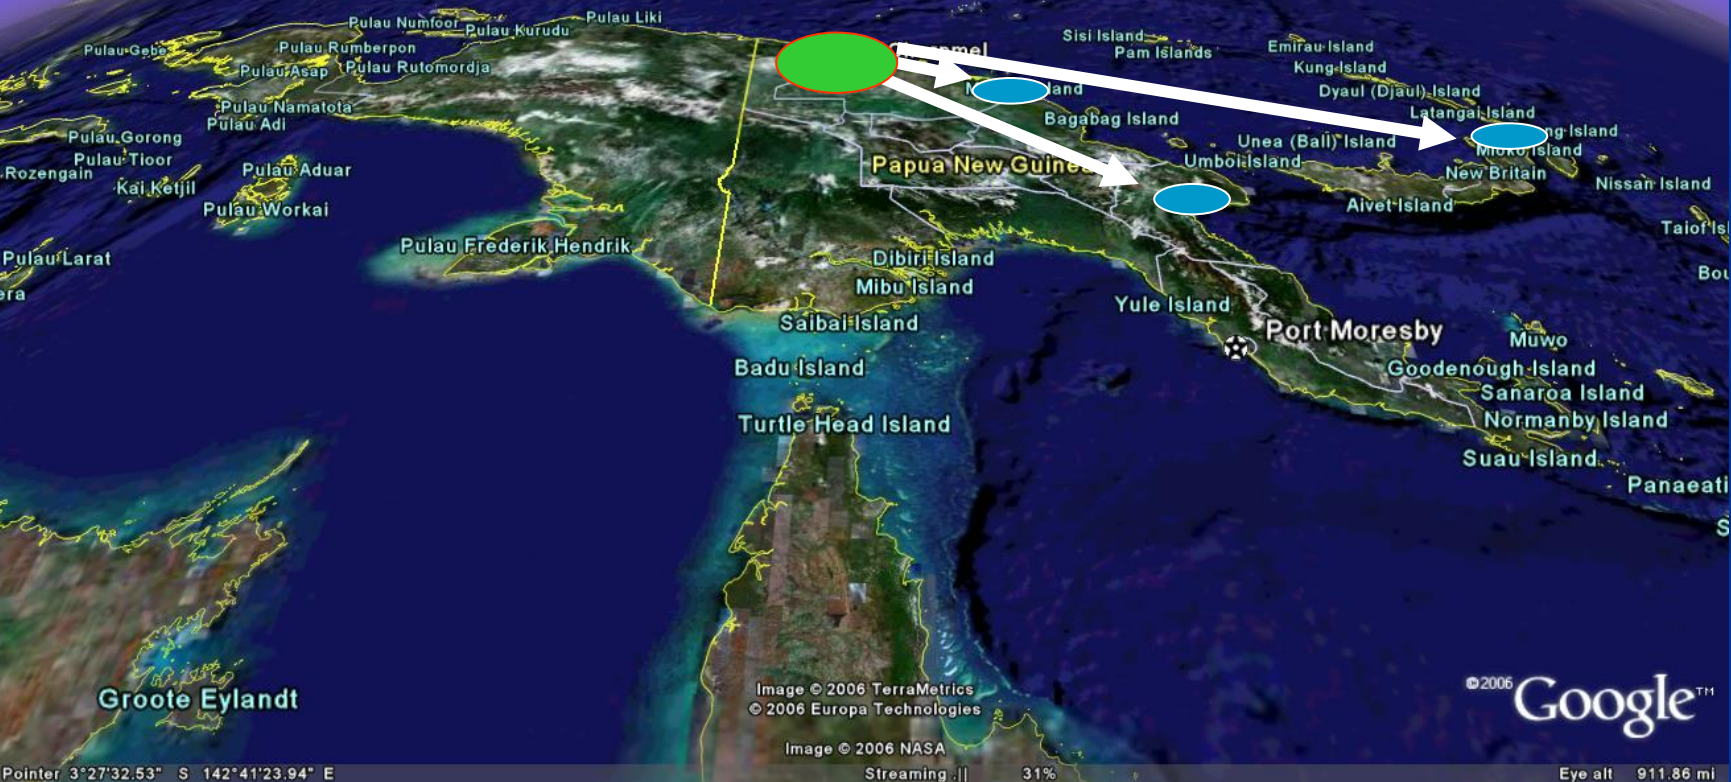 Pulau Numfoor
Pulau Liki
Pulau Kurudu
Sisi Island
Pam Islands
Emirau Island
Pulau Gebe
Pulau Rumberpon
Kung Island
Pulau Asap
Pulau Rutomordja
Dyaul (Djaul) Island
Pulau Namatota
Latangai Island
Pulau Adi
Bagabag Island
Pulau Gorong
Unea (Bali) Island
Mioko Island
Pulau Tioor
Umboi Island
Rozengain
Pulau Aduar
Papua New Guinea
New Britain
Kai Ketjil
Nissan Island
Pulau Workai
Aivet Island
Pulau Frederik Hendrik
Pulau Larat
Dibiri Island
Mibu Island
Yule Island
Saibai Island
Port Moresby
Muwo
Badu Island
Goodenough Island
Sanaroa Island
Turtle Head Island
Normanby Island
Suau Island
Panaeati
Groote Eylandt
Image © 2006 TerraMetrics
© 2006 Europa Technologies
©2006 Google™
Image © 2006 NASA
Pointer 3°27'32.53" S 142°41'23.94" E
Streaming .|| 31%
Eye alt 911.86 mi